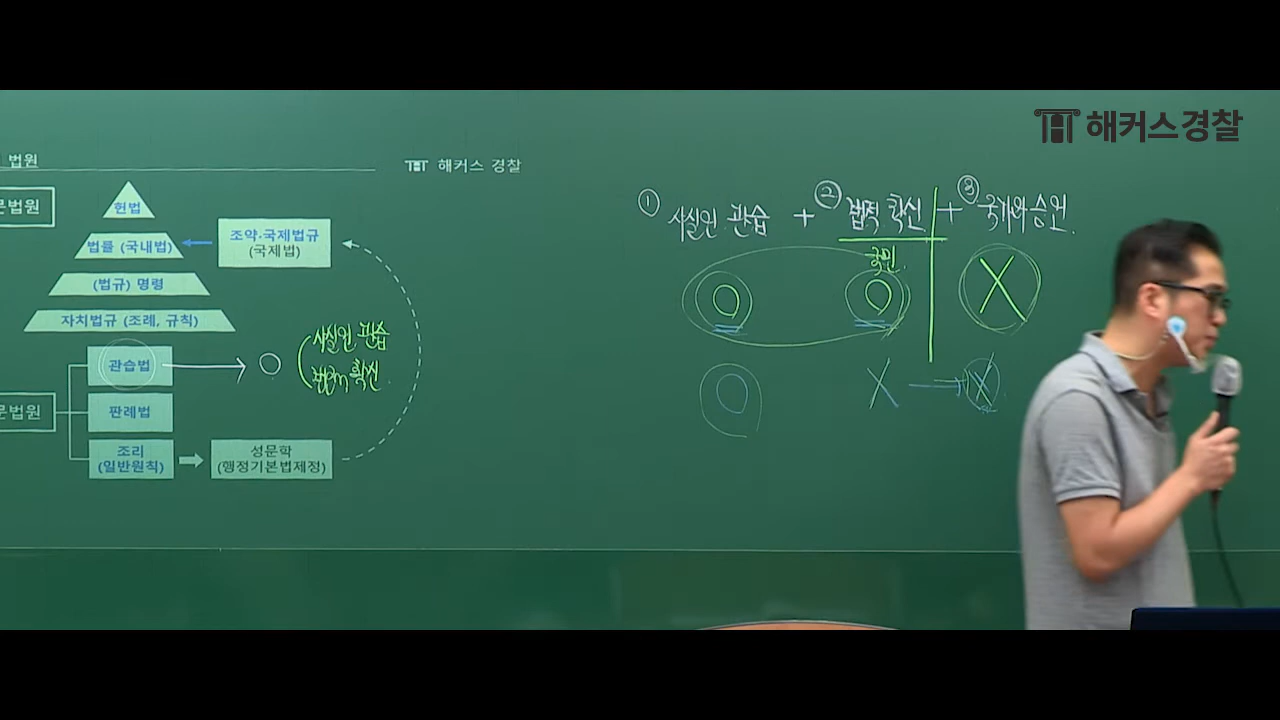 해커스경찰
법원
해커스 경찰
문법원
헌법
법률 (국내법)
조약·국제법규
(국제법)
(법규) 명령
자치법규 (조례, 규칙)
관습법
사실인 관습
확신
문법원
판례법
조리
(일반원칙)
성문학
(행정기본법제정)
① 사실인 관습 + ② 법적 확신 + ③ 국가의 승인
국민
O O X
O X X